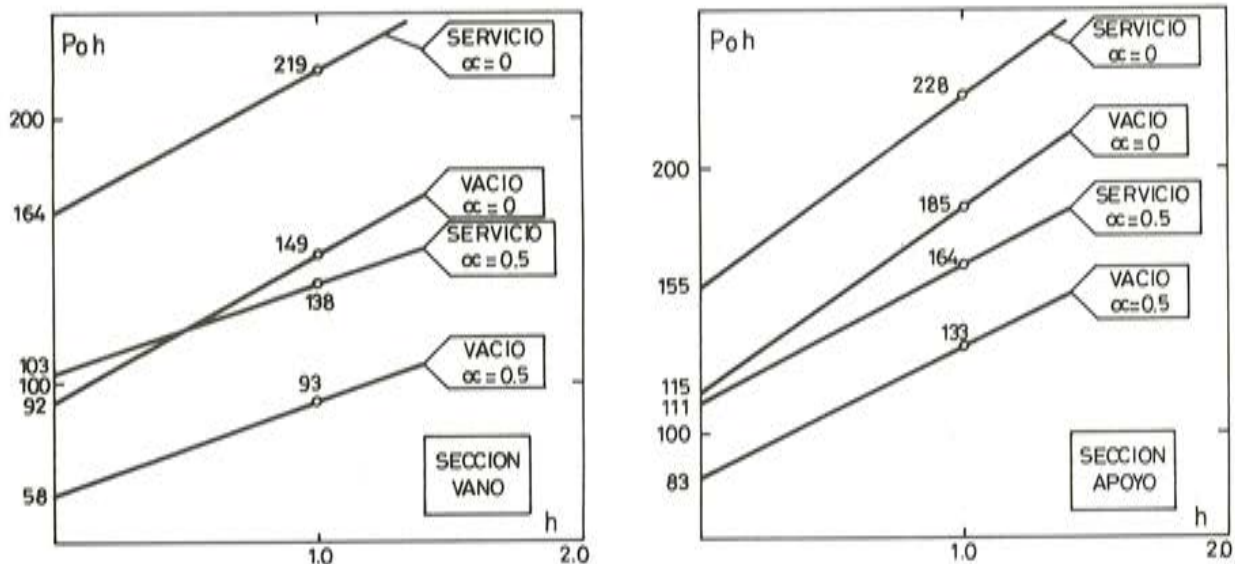 Poh
SERVICIO
α=0
219
200
VACIO
α=0
164
149
SERVICIO
α=0.5
138
VACIO
α=0.5
103
100
93
92
SECCION
VANO
58
h
1.0
2.0
Poh
SERVICIO
α=0
228
VACIO
α=0
200
SERVICIO
α=0.5
185
164
VACIO
α=0.5
155
133
115
111
100
SECCION
APOYO
83
h
1.0
2.0